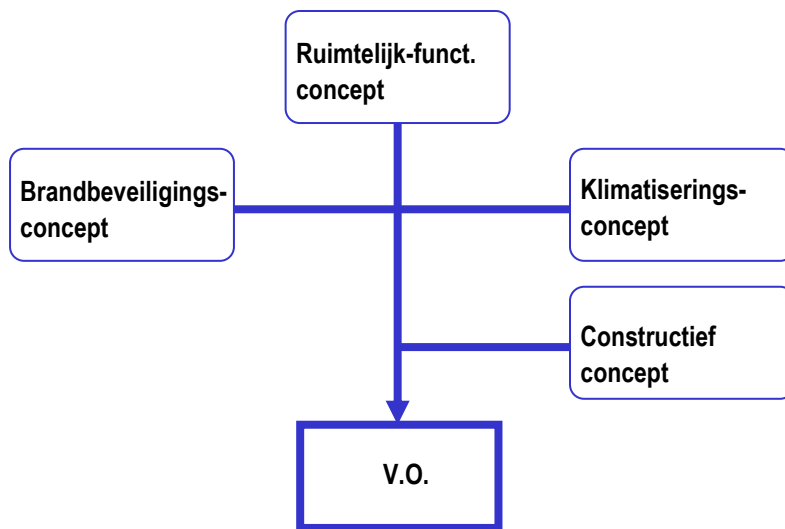 Ruimtelijk-funct.
concept
Brandbeveiligings-
concept
Klimatiserings-
concept
Constructief
concept
V.O.